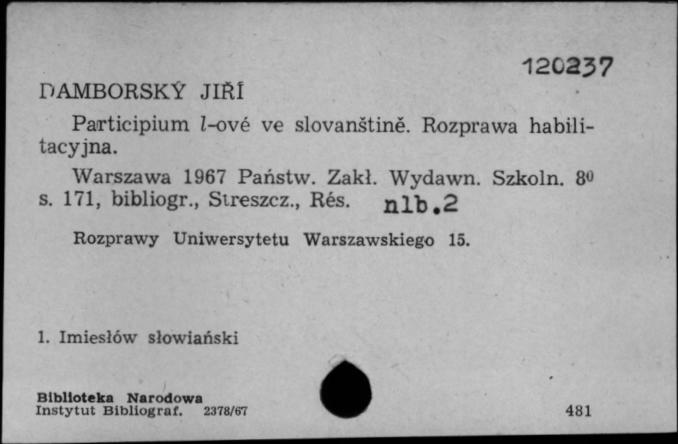 120237
DAMBORSKÝ JIŘÍ
Participium l-ové ve slovanštině. Rozprawa habili-
tacyjna.
Warszawa 1967 Państw. Zakł. Wydawn. Szkoln. 8⁰
s. 171, bibliogr., Streszcz., Rés. nlb.2
Rozprawy Uniwersytetu Warszawskiego 15.
1. Imiesłów słowiański
Biblioteka Narodowa
Instytut Bibliograf. 2378/67 481